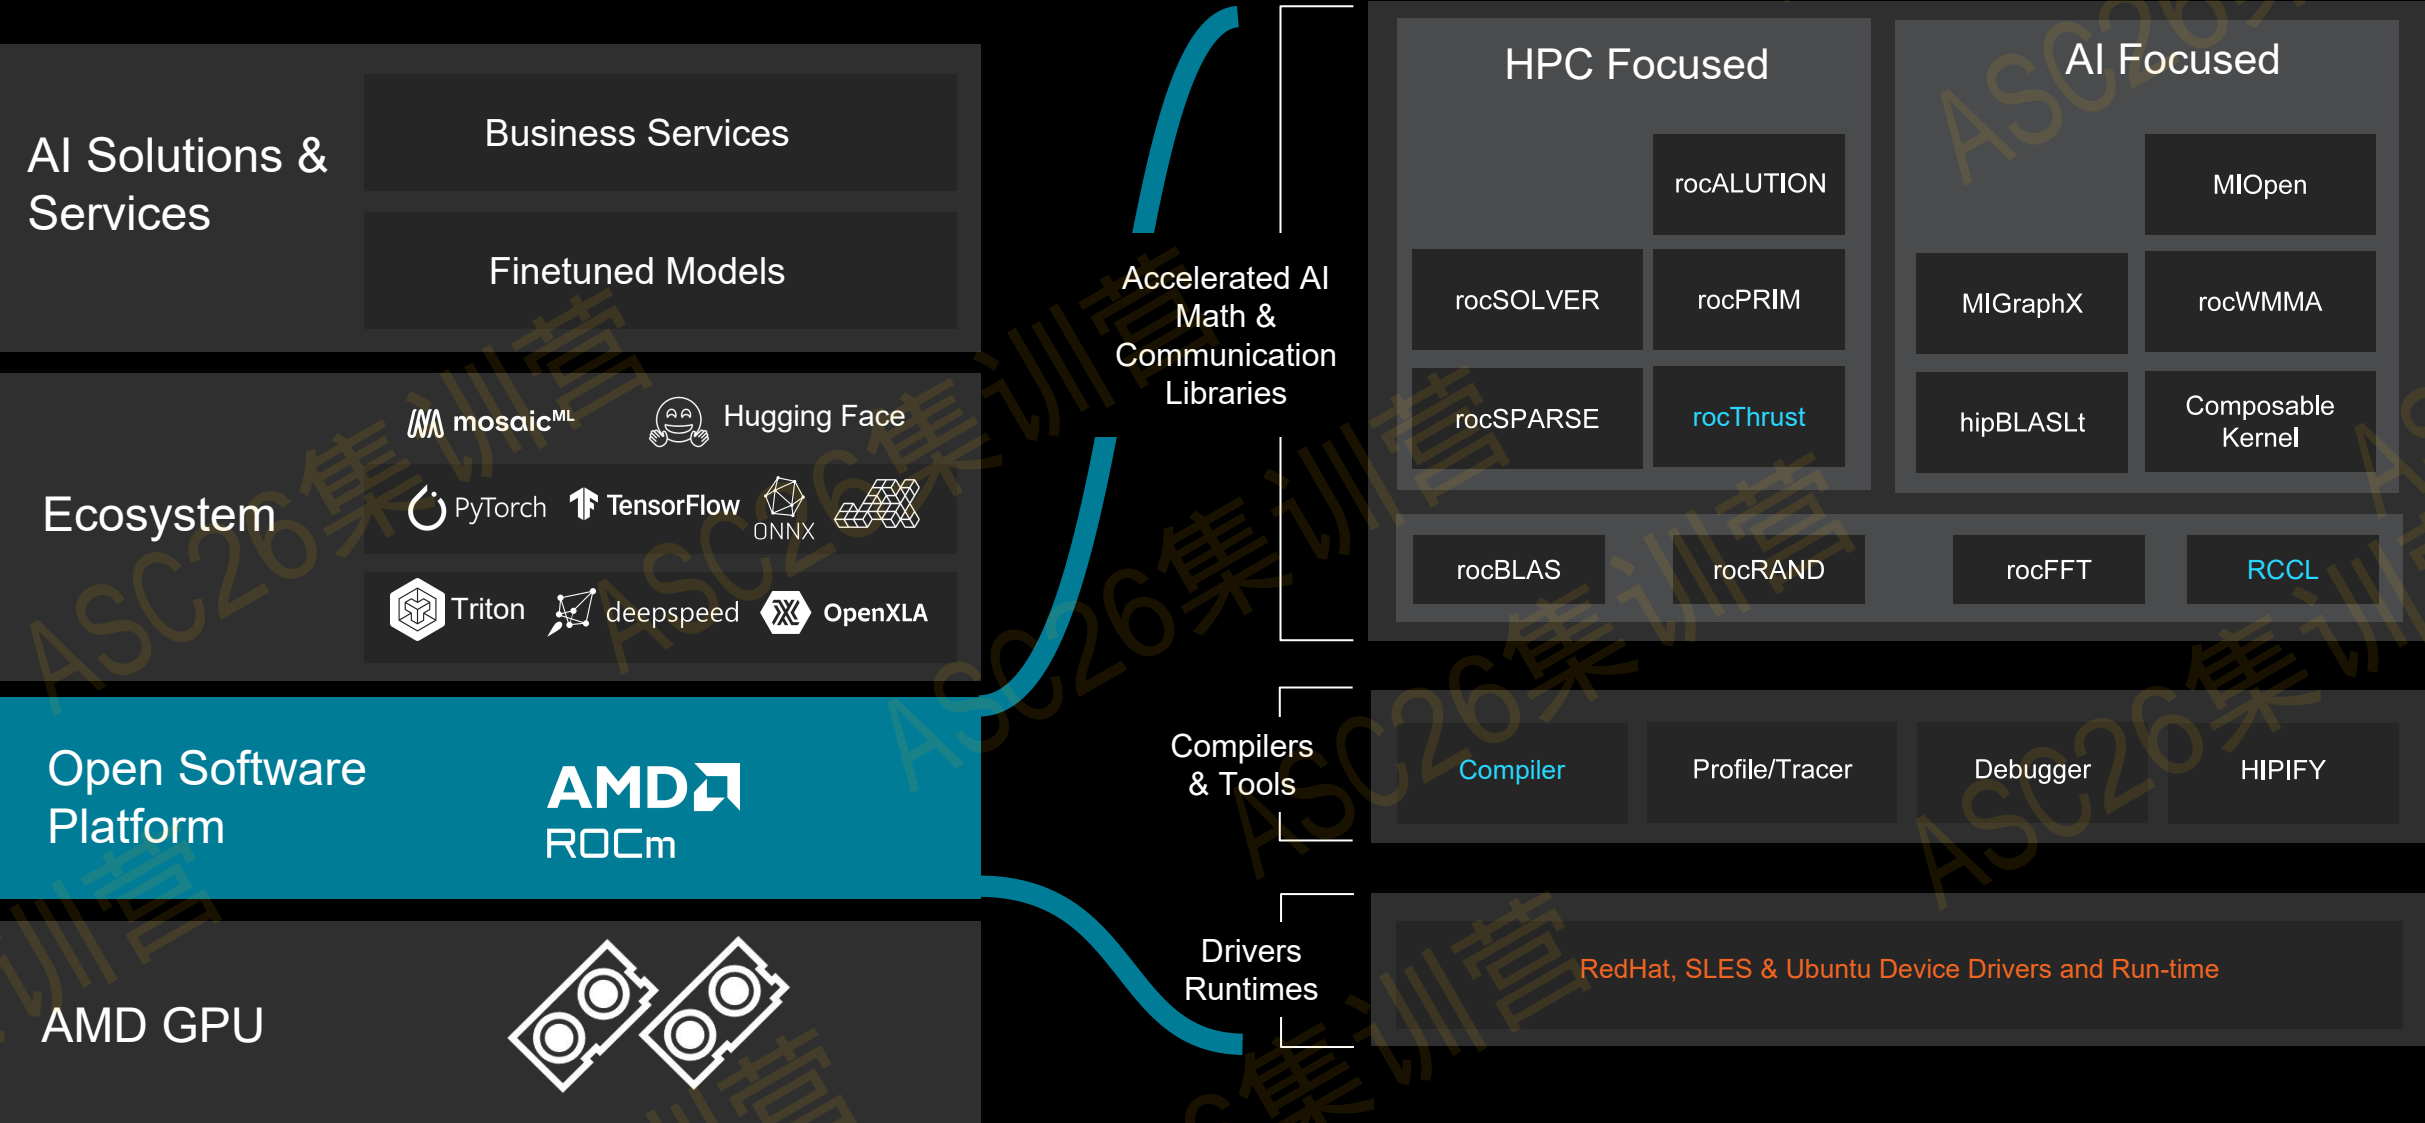 AI Solutions &
Services
Business Services
Finetuned Models
Ecosystem
mosaic ML
Hugging Face
PyTorch
TensorFlow
ONNX
JAX
Triton
deepspeed
OpenXLA
Open Software
Platform
AMD
ROCm
AMD GPU
Accelerated AI
Math &
Communication
Libraries
HPC Focused
rocALUTION
rocSOLVER
rocPRIM
rocSPARSE
rocThrust
AI Focused
MIOpen
MIGraphX
rocWMMA
hipBLASLt
Composable
Kernel
rocBLAS
rocRAND
rocFFT
RCCL
Compilers
& Tools
Compiler
Profile/Tracer
Debugger
HIPIFY
Drivers
Runtimes
RedHat, SLES & Ubuntu Device Drivers and Run-time
ASC26集训营